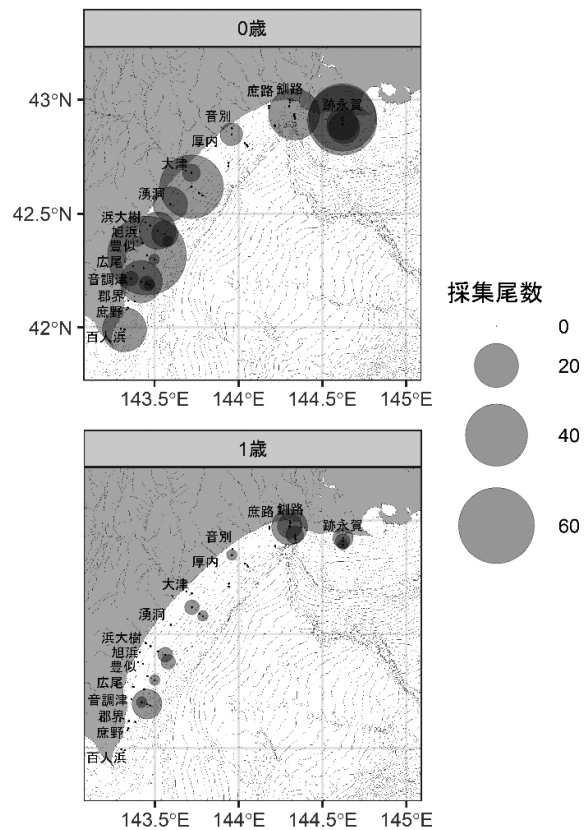 0歳
43°N
42.5°N
42°N
庶路
釧路
跡永賀
音別
厚内
大津
湧洞
浜大樹
旭浜
豊似
広尾
音調津
郡界
庶野
百人浜
143.5°E
144°E
144.5°E
145°E
採集尾数
0
20
40
60
1歳
庶路
釧路
跡永賀
音別
厚内
大津
湧洞
浜大樹
旭浜
豊似
広尾
音調津
郡界
庶野
百人浜
143.5°E
144°E
144.5°E
145°E